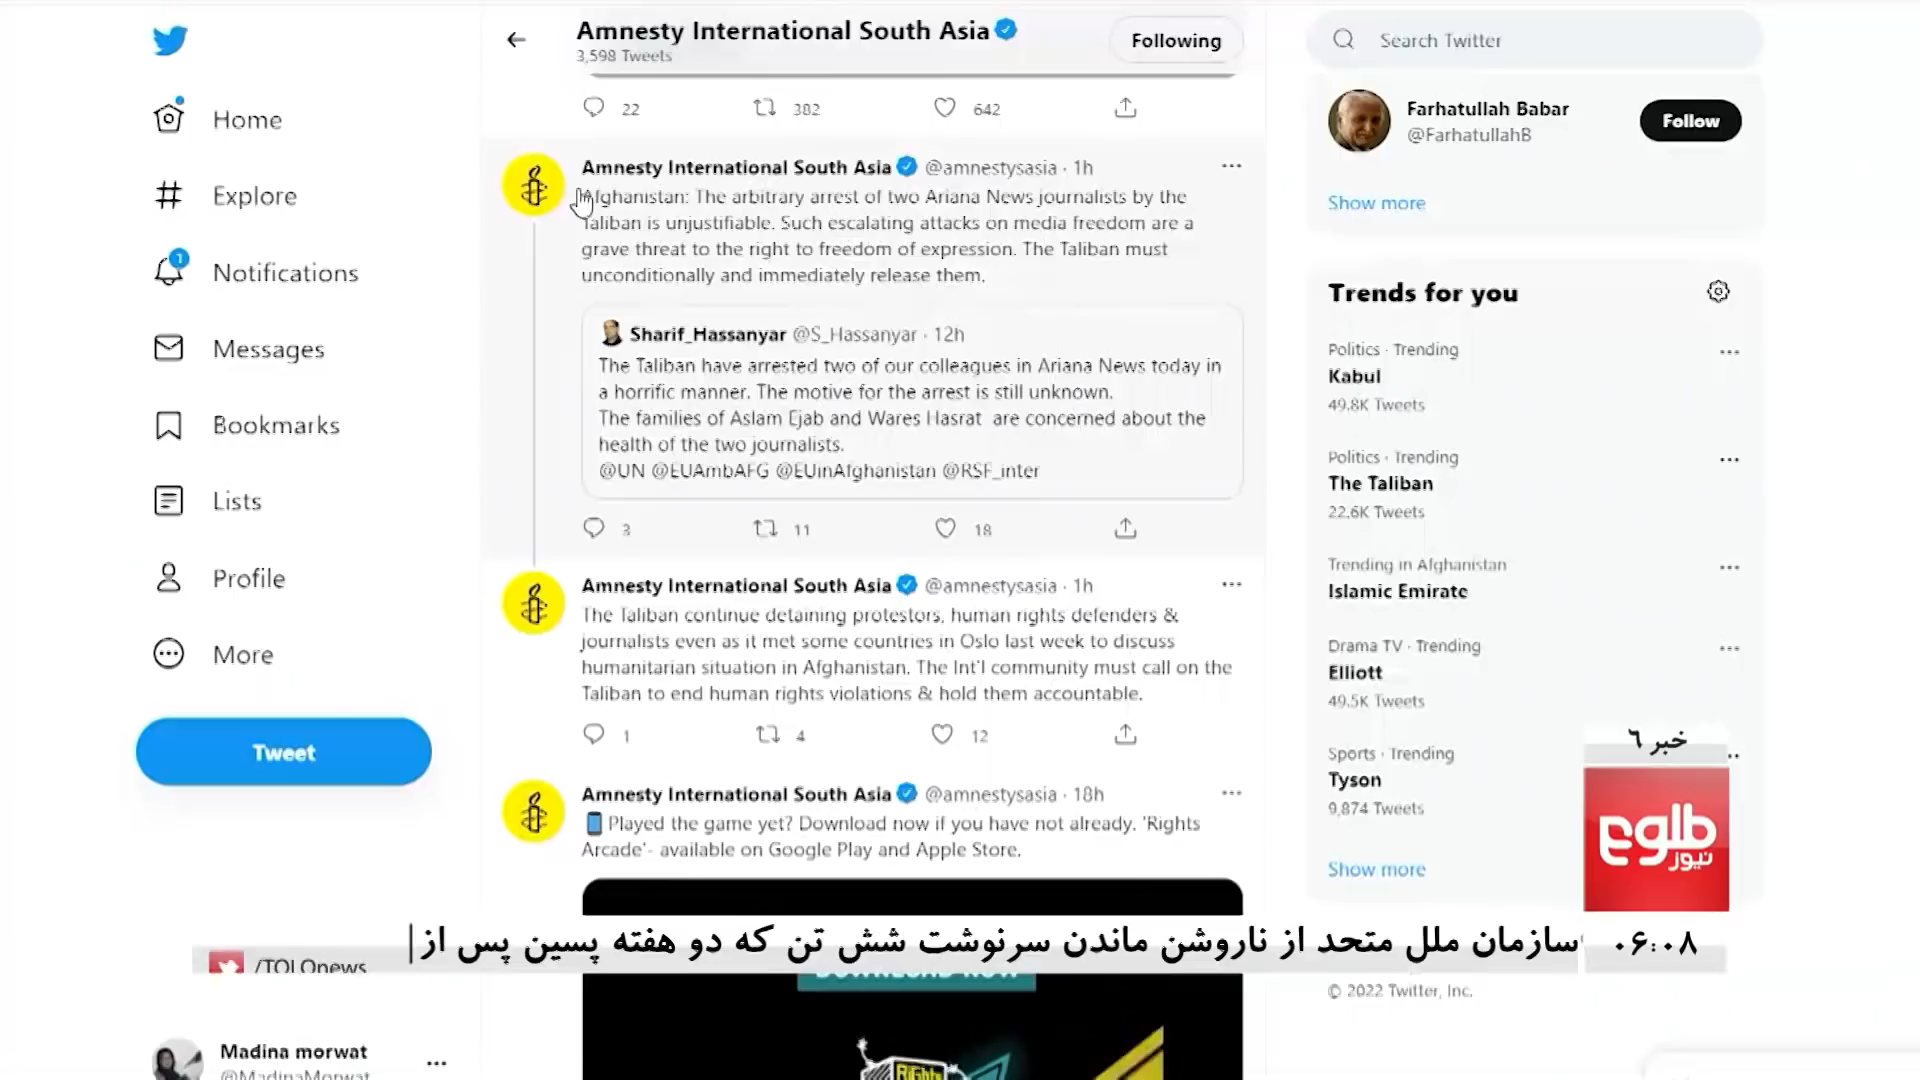 Home
Explore
1
Notifications
Messages
Bookmarks
Lists
Profile
More
Tweet
Amnesty International South Asia
3,598 Tweets
Following
22 382 642
Amnesty International South Asia @amnestysasia · 1h
Afghanistan: The arbitrary arrest of two Ariana News journalists by the
Taliban is unjustifiable. Such escalating attacks on media freedom are a
grave threat to the right to freedom of expression. The Taliban must
unconditionally and immediately release them.
Sharif_Hassanyar @S_Hassanyar · 12h
The Taliban have arrested two of our colleagues in Ariana News today in
a horrific manner. The motive for the arrest is still unknown.
The families of Aslam Ejab and Wares Hasrat are concerned about the
health of the two journalists.
@UN @EUAmbAFG @EUinAfghanistan @RSF_inter
3 11 18
Amnesty International South Asia @amnestysasia · 1h
The Taliban continue detaining protestors, human rights defenders &
journalists even as it met some countries in Oslo last week to discuss
humanitarian situation in Afghanistan. The Int'l community must call on the
Taliban to end human rights violations & hold them accountable.
1 4 12
Amnesty International South Asia @amnestysasia · 18h
Played the game yet? Download now if you have not already. 'Rights
Arcade'- available on Google Play and Apple Store.
DOWNLOAD NOW
Rights
Search Twitter
Farhatullah Babar
@FarhatullahB
Follow
Show more
Trends for you
Politics · Trending
Kabul
49.8K Tweets
Politics · Trending
The Taliban
22.6K Tweets
Trending in Afghanistan
Islamic Emirate
Drama TV · Trending
Elliott
49.5K Tweets
Sports · Trending
Tyson
9,874 Tweets
Show more
© 2022 Twitter, Inc.
خبر ٦
طلوع
نیوز
۰۶:۰۸
سازمان ملل متحد از ناروشن ماندن سرنوشت شش تن که دو هفته پسین پس از
/TOLOnews
Madina morwat
@MadinaMorwat